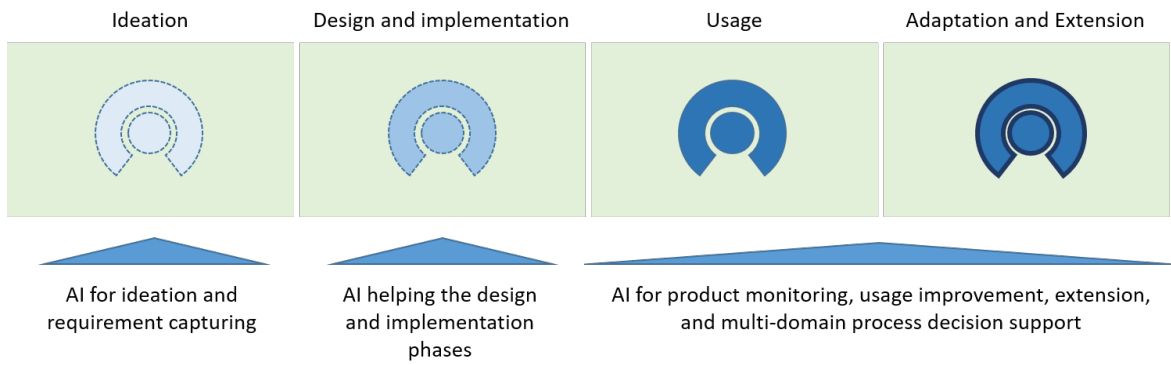 Ideation
Design and implementation
Usage
Adaptation and Extension
AI for ideation and
requirement capturing
AI helping the design
and implementation
phases
AI for product monitoring, usage improvement, extension,
and multi-domain process decision support